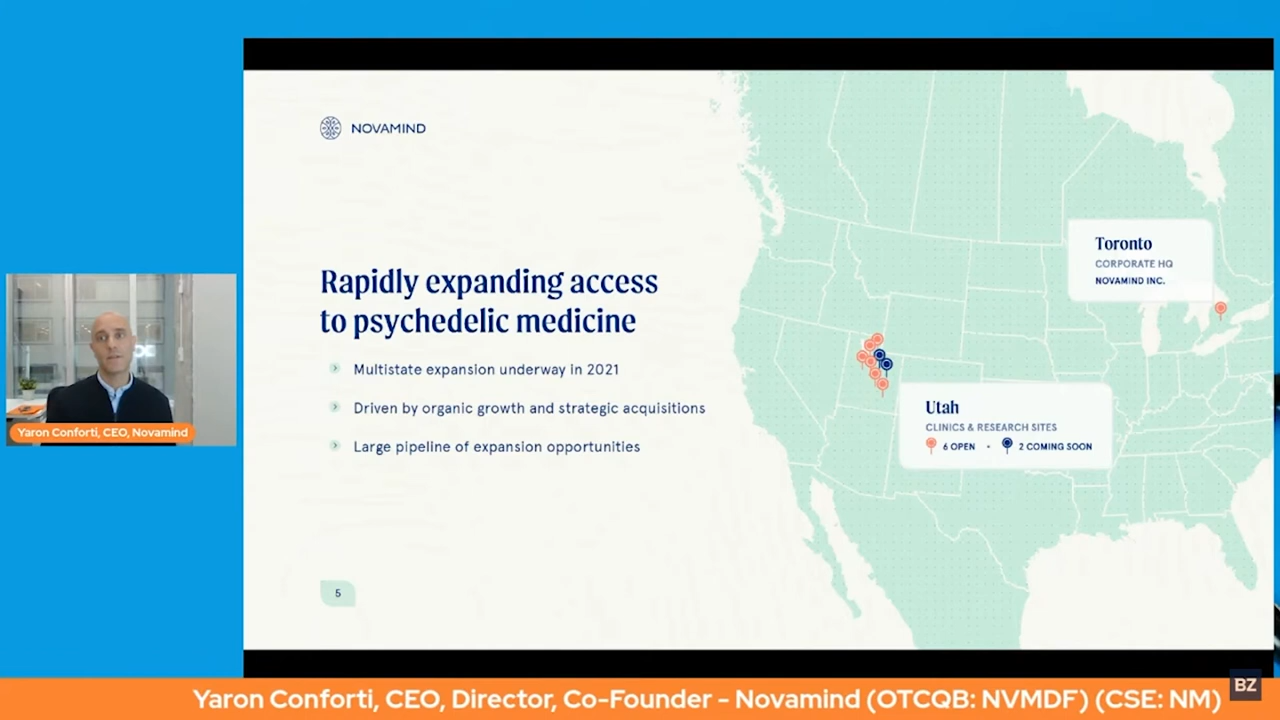 NOVAMIND
Rapidly expanding access
to psychedelic medicine
Multistate expansion underway in 2021
Driven by organic growth and strategic acquisitions
Large pipeline of expansion opportunities
5
Toronto
CORPORATE HQ
NOVAMIND INC.
Utah
CLINICS & RESEARCH SITES
6 OPEN - 2 COMING SOON
Yaron Conforti, CEO, Novamind
Yaron Conforti, CEO, Director, Co-Founder - Novamind (OTCQB: NVMDF) (CSE: NM)
BZ